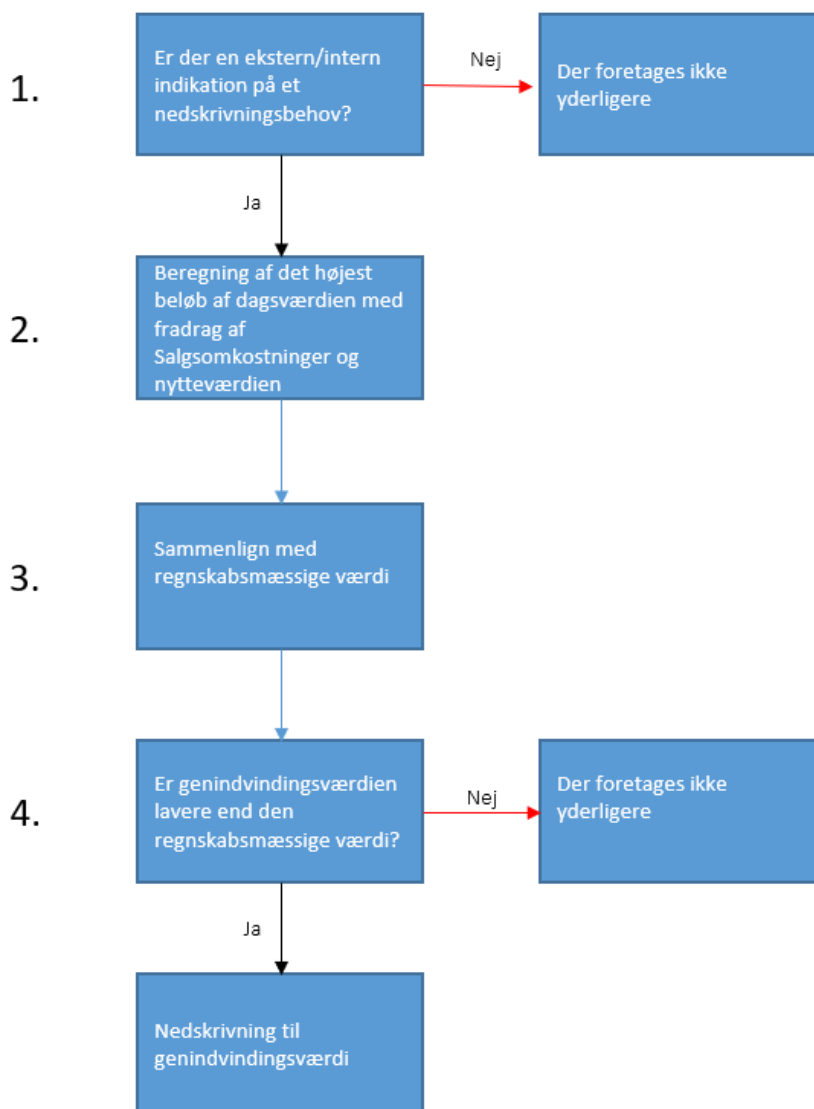 1.
Er der en ekstern/intern
indikation på et
nedskrivningsbehov?
Nej
Der foretages ikke
yderligere
Ja
2.
Beregning af det højest
beløb af dagsværdien med
fradrag af
Salgsomkostninger og
nytteværdien
3.
Sammenlign med
regnskabsmæssige værdi
4.
Er genindvindingsværdien
lavere end den
regnskabsmæssige værdi?
Nej
Der foretages ikke
yderligere
Ja
Nedskrivning til
genindvindingsværdi